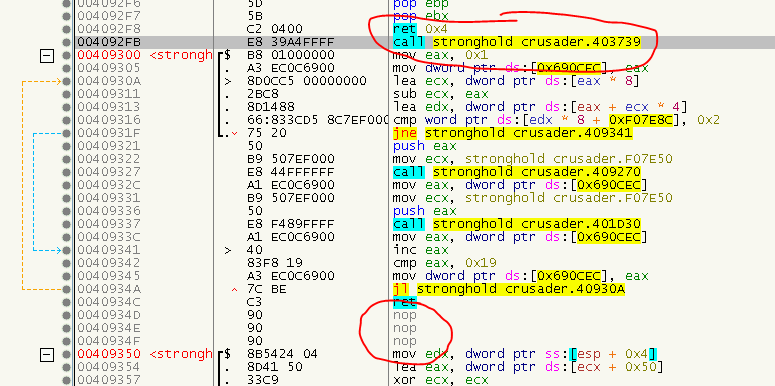 004092F6 5D pop ebp
004092F7 5B pop ebx
004092F8 C2 0400 ret 0x4
004092FB E8 39A4FFFF call stronghold crusader.403739
00409300 <strongh $ B8 01000000 mov eax, 0x1
00409305 . A3 EC0C6900 mov dword ptr ds:[0x690CEC], eax
0040930A > 8D0CC5 00000000 lea ecx, dword ptr ds:[eax * 8]
00409311 . 2BC8 sub ecx, eax
00409313 . 8D1488 lea edx, dword ptr ds:[eax + ecx * 4]
00409316 . 66:833CD5 8C7EF000 cmp word ptr ds:[edx * 8 + 0xF07E8C], 0x2
0040931F . 75 20 jne stronghold crusader.409341
00409321 50 push eax
00409322 B9 507EF000 mov ecx, stronghold crusader.F07E50
00409327 E8 44FFFFFF call stronghold crusader.409270
0040932C A1 EC0C6900 mov eax, dword ptr ds:[0x690CEC]
00409331 B9 507EF000 mov ecx, stronghold crusader.F07E50
00409336 50 push eax
00409337 E8 F489FFFF call stronghold crusader.401D30
0040933C A1 EC0C6900 mov eax, dword ptr ds:[0x690CEC]
00409341 > 40 inc eax
00409342 83F8 19 cmp eax, 0x19
00409345 A3 EC0C6900 mov dword ptr ds:[0x690CEC], eax
0040934A 7C BE jl stronghold crusader.40930A
0040934C C3 ret
0040934D 90 nop
0040934E 90 nop
0040934F 90 nop
00409350 <strongh $ 8B5424 04 mov edx, dword ptr ss:[esp + 0x4]
00409354 . 8D41 50 lea eax, dword ptr ds:[ecx + 0x50]
00409357 . 33C9 xor ecx, ecx